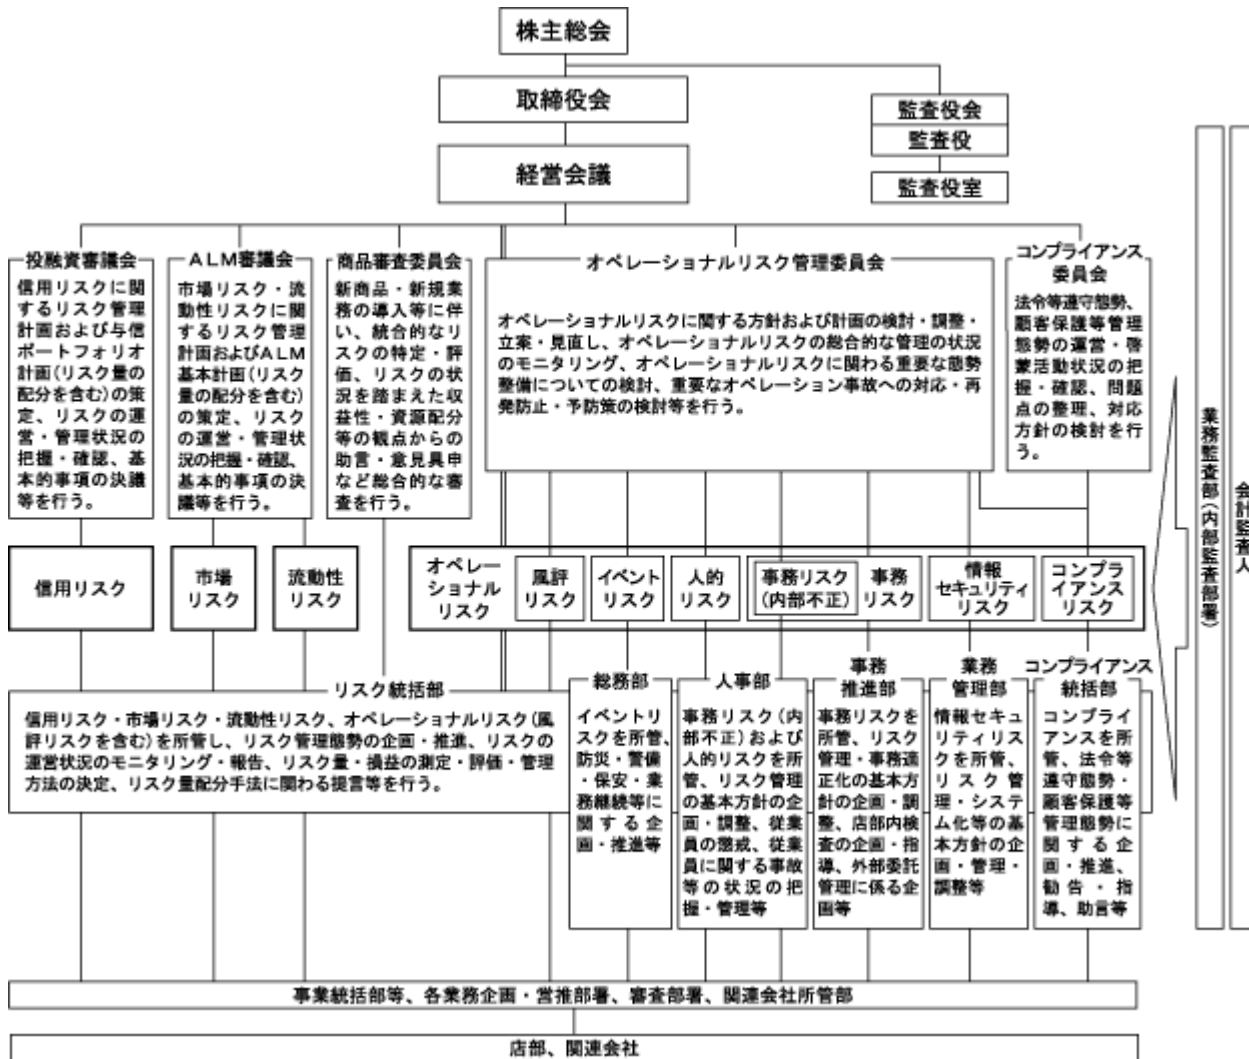 株主総会
取締役会
監査役会
監査役
経営会議
監査役室
投融資審議会
信用リスクに関
するリスク管理
計画および与信
ポートフォリオ
計画(リスク量の
配分を含む)の策
定、リスクの運
営・管理状況の
把握・確認、基
本的事項の決議
等を行う。
ALM審議会
市場リスク・流
動性リスクに関
するリスク管理
計画およびALM
基本計画(リスク
量の配分を含む)
の策定、リスク
の運営・管理状
況の把握・確認、
基本的事項の決
議等を行う。
商品審査委員会
新商品・新規業
務の導入等に伴
い、統合的なリ
スクの特定・評
価、リスクの状
況を踏まえた収
益性・資源配分
等の観点からの
助言・意見具申
など総合的な審
査を行う。
オペレーショナルリスク管理委員会
オペレーショナルリスクに関する方針および計画の検討・調整・
立案・見直し、オペレーショナルリスクの総合的な管理の状況
のモニタリング、オペレーショナルリスクに関わる重要な態勢
整備についての検討、重要なオペレーション事故への対応・再
発防止・予防策の検討等を行う。
コンプライアンス
委員会
法令等遵守態勢、
顧客保護等管理
態勢の運営・啓
蒙活動状況の把
握・確認、問題
点の整理、対応
方針の検討を行
う。
業務監査部(内部監査部署)
会計監査人
信用リスク
市場
リスク
流動性
リスク
オペレー
ショナル
リスク
風評
リスク
イベント
リスク
人的
リスク
事務リスク
(内部不正)
事務
リスク
情報
セキュリティ
リスク
コンプラ
イアンス
リスク
リスク統括部
信用リスク・市場リスク・流動性リスク、オペレーショナルリスク(風
評リスクを含む)を所管し、リスク管理態勢の企画・推進、リスクの
運営状況のモニタリング・報告、リスク量・損益の測定・評価・管理
方法の決定、リスク量配分手法に関わる提言等を行う。
総務部
イベントリ
スクを所管、
防災・警備
・保安・業
務継続等に
関する企
画・推進等
人事部
事務リスク(内
部不正)および
人的リスクを所
管、リスク管理
の基本方針の企
画・調整、従業
員の懲戒、従業
員に関する事故
等の状況の把
握・管理等
事務
推進部
事務リスクを
所管、リスク
管理・事務適
正化の基本方
針の企画・調
整、店部内検
査の企画・指
導、外部委託
管理に係る企
画等
業務
管理部
情報セキュ
リティリス
クを所管、
リスク管
理・システ
ム化等の基
本方針の企
画・管理・
調整等
コンプライアンス
統括部
コンプライ
アンスを所
管、法令等
遵守態勢・
顧客保護等
管理態勢に
関する企
画・推進、
勧告・指
導、助言等
事業統括部等、各業務企画・営推部署、審査部署、関連会社所管部
店部、関連会社